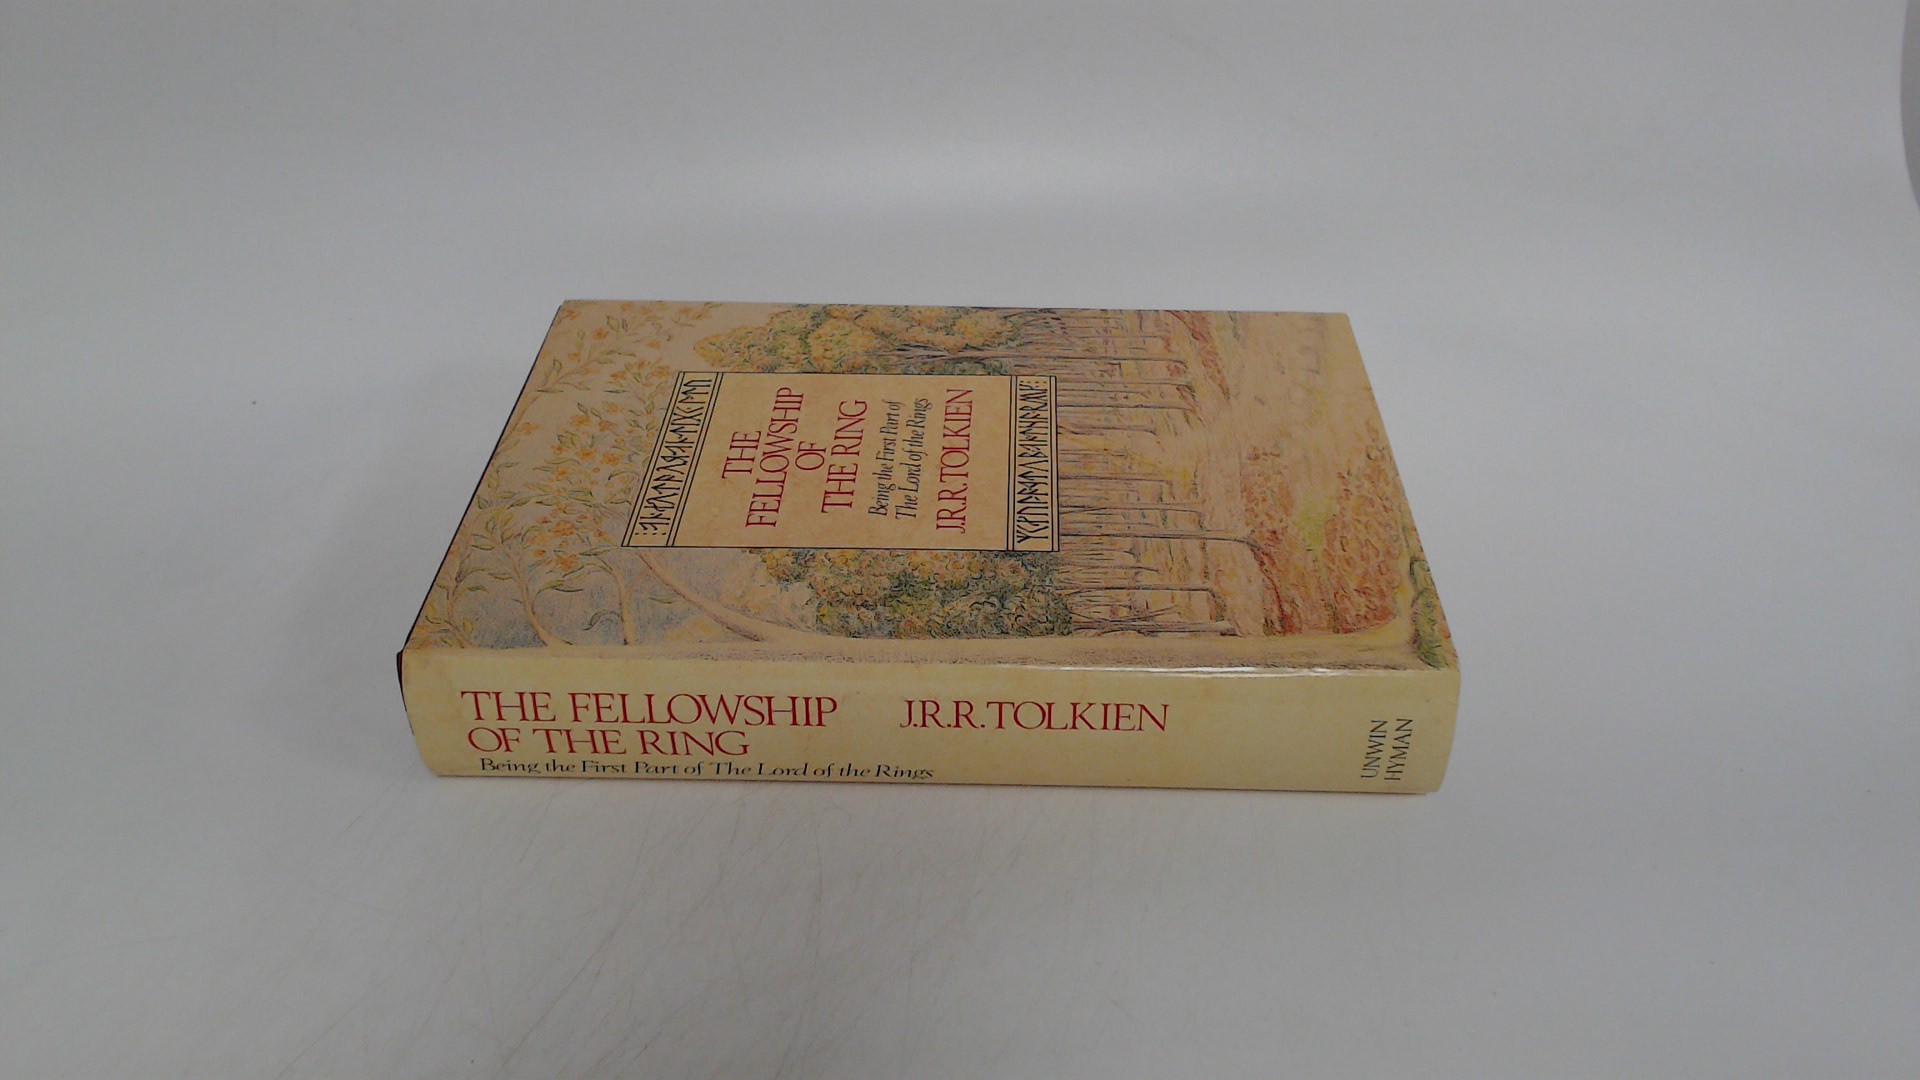 THE
FELLOWSHIP
OF
THE RING
Being the First Part of
The Lord of the Rings
J.R.R. TOLKIEN
THE FELLOWSHIP
OF THE RING
Being the First Part of The Lord of the Rings
J.R.R. TOLKIEN
UNWIN
HYMAN